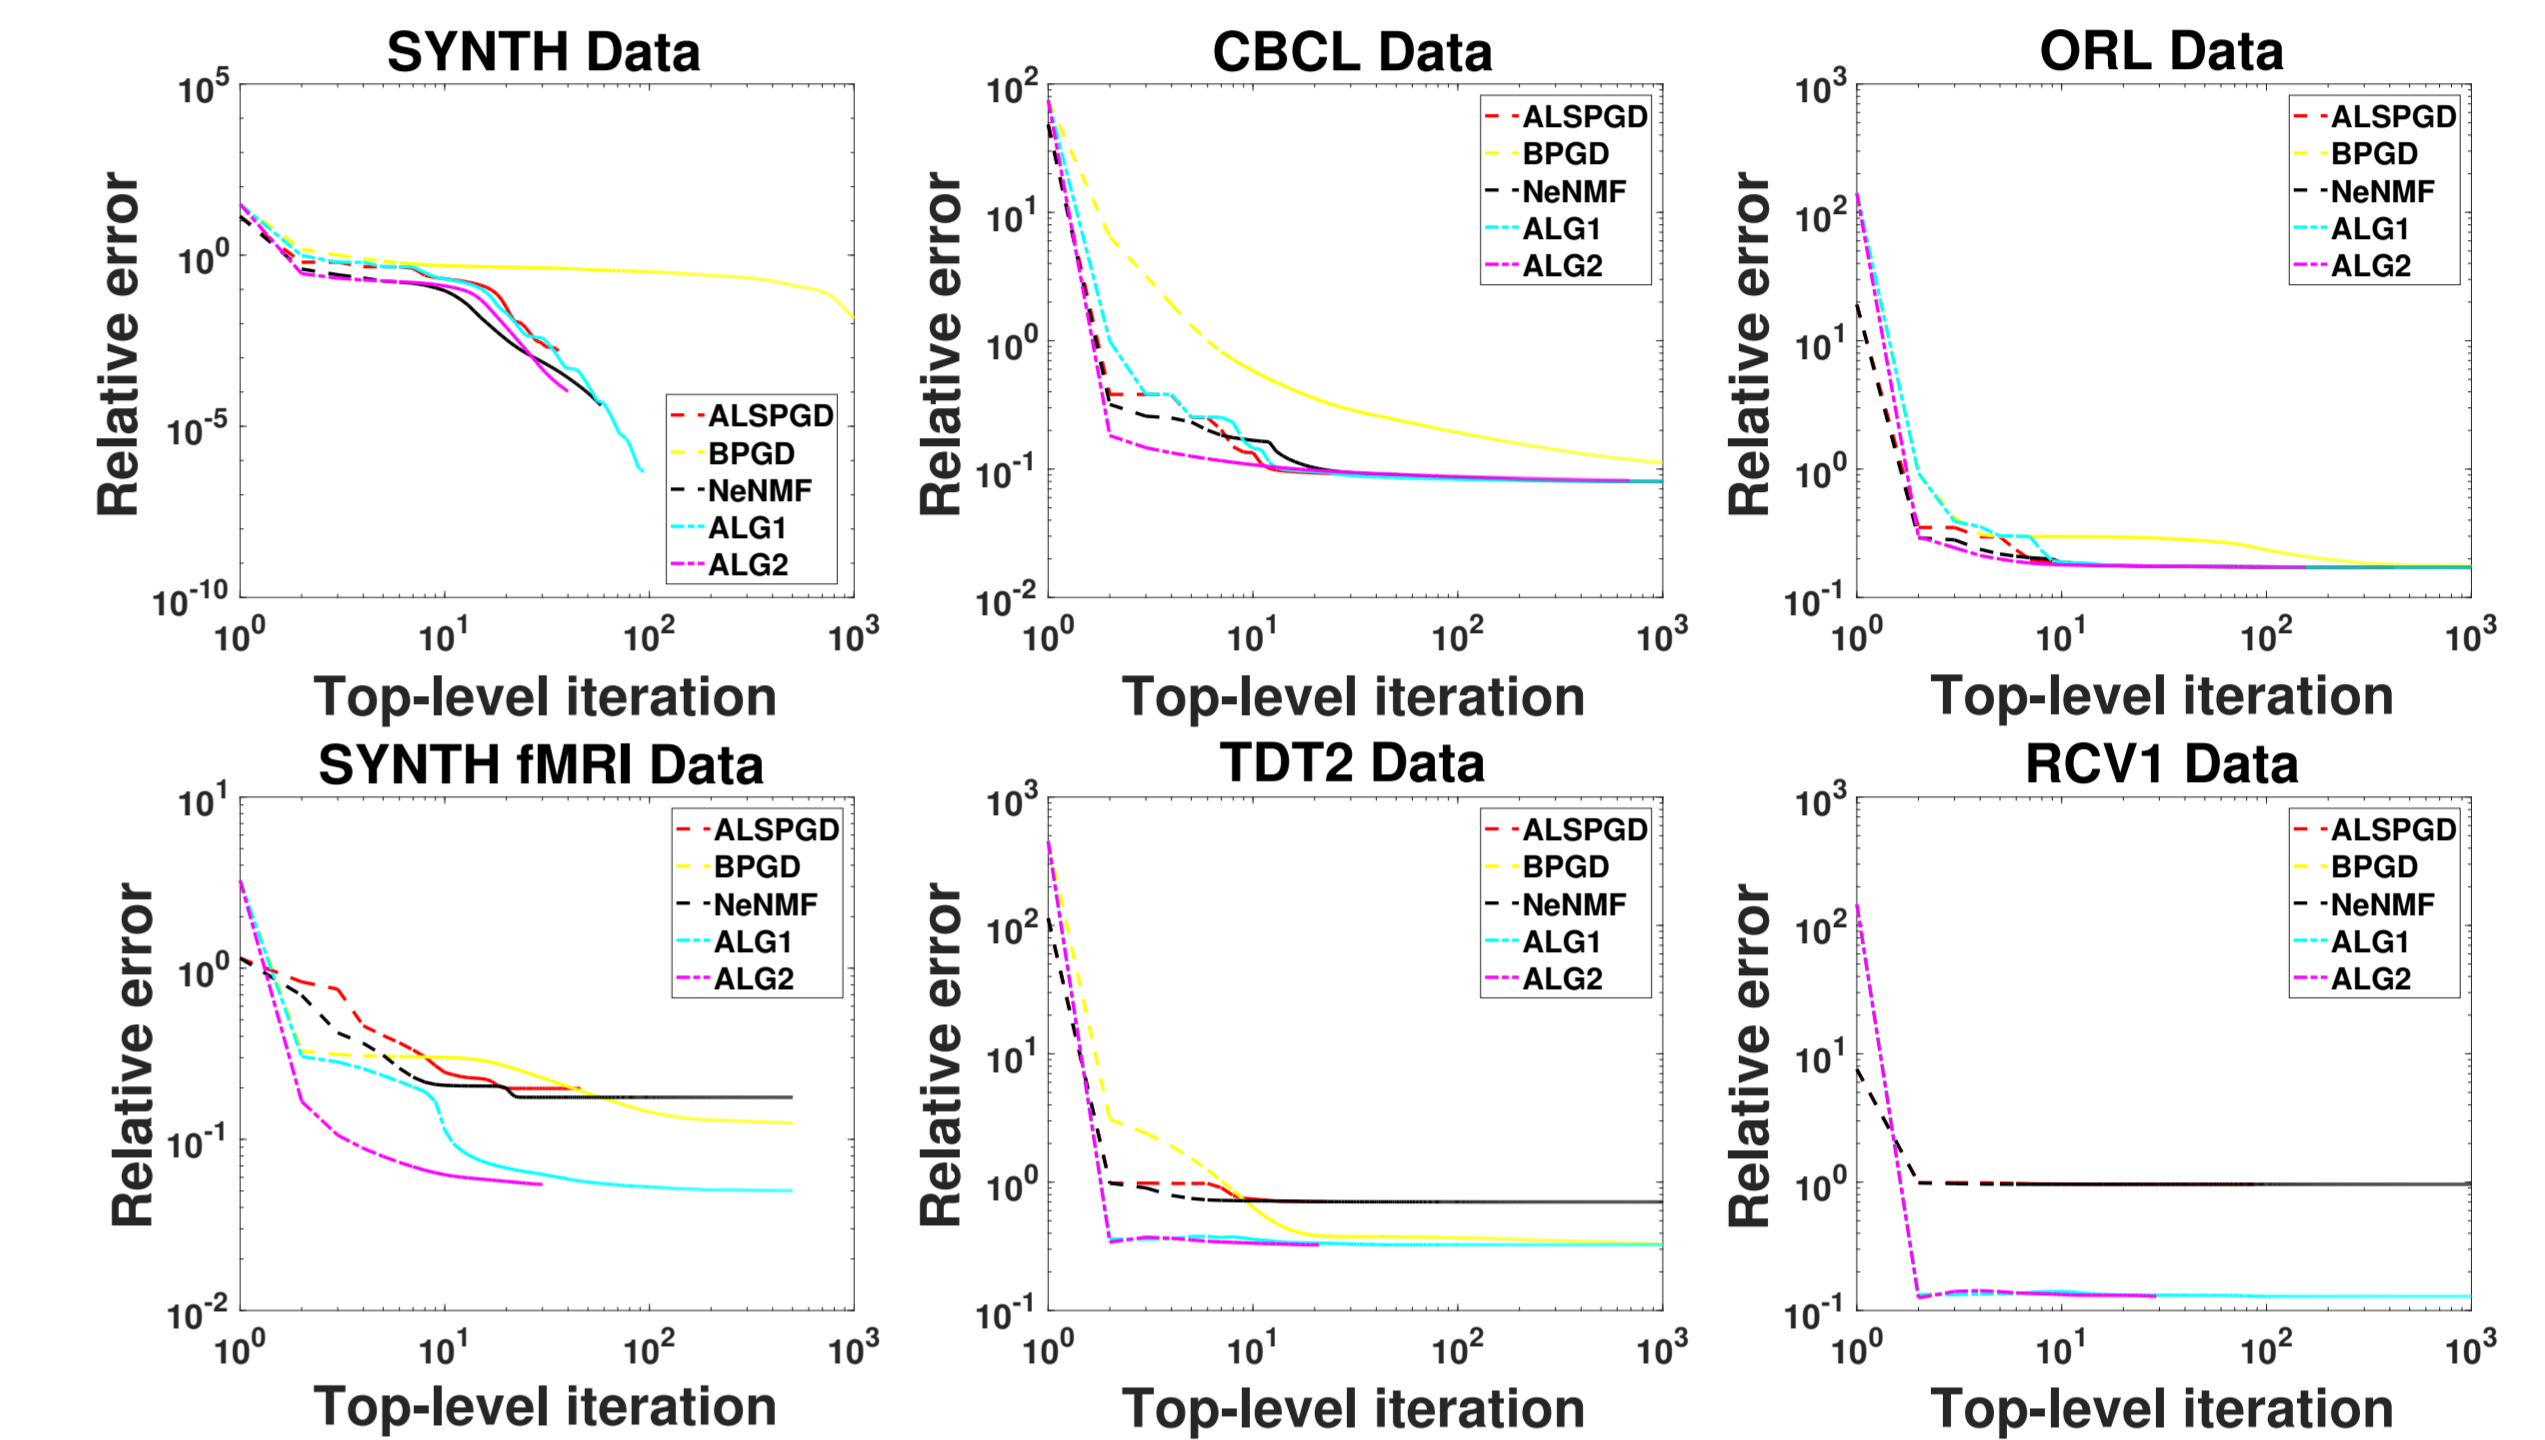 SYNTH Data
10^5
10^0
10^-5
10^-10
Relative error
ALSPGD
BPGD
NeNMF
ALG1
ALG2
10^0 10^1 10^2 10^3
Top-level iteration
CBCL Data
10^2
10^1
10^0
10^-1
10^-2
Relative error
ALSPGD
BPGD
NeNMF
ALG1
ALG2
10^0 10^1 10^2 10^3
Top-level iteration
ORL Data
10^3
10^2
10^1
10^0
10^-1
Relative error
ALSPGD
BPGD
NeNMF
ALG1
ALG2
10^0 10^1 10^2 10^3
Top-level iteration
SYNTH fMRI Data
10^1
10^0
10^-1
10^-2
Relative error
ALSPGD
BPGD
NeNMF
ALG1
ALG2
10^0 10^1 10^2 10^3
Top-level iteration
TDT2 Data
10^3
10^2
10^1
10^0
10^-1
Relative error
ALSPGD
BPGD
NeNMF
ALG1
ALG2
10^0 10^1 10^2 10^3
Top-level iteration
RCV1 Data
10^3
10^2
10^1
10^0
10^-1
Relative error
ALSPGD
BPGD
NeNMF
ALG1
ALG2
10^0 10^1 10^2 10^3
Top-level iteration